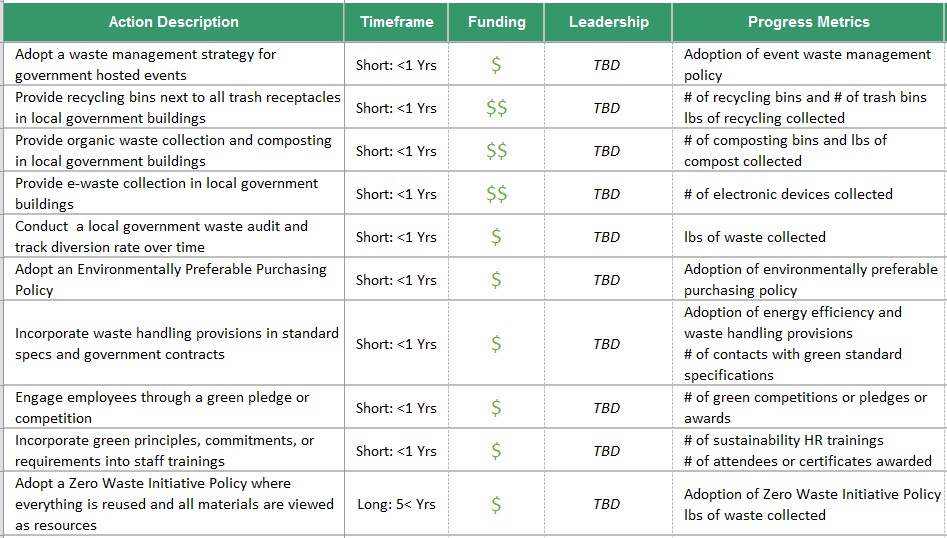 Action Description Timeframe Funding Leadership Progress Metrics
Adopt a waste management strategy for
government hosted events
Short: <1 Yrs
$
TBD
Adoption of event waste management
policy
Provide recycling bins next to all trash receptacles
in local government buildings
Short: <1 Yrs
$$
TBD
# of recycling bins and # of trash bins
lbs of recycling collected
Provide organic waste collection and composting
in local government buildings
Short: <1 Yrs
$$
TBD
# of composting bins and lbs of
compost collected
Provide e-waste collection in local government
buildings
Short: <1 Yrs
$$
TBD
# of electronic devices collected
Conduct  a local government waste audit and
track diversion rate over time
Short: <1 Yrs
$
TBD
lbs of waste collected
Adopt an Environmentally Preferable Purchasing
Policy
Short: <1 Yrs
$
TBD
Adoption of environmentally preferable
purchasing policy
Incorporate waste handling provisions in standard
specs and government contracts
Short: <1 Yrs
$
TBD
Adoption of energy efficiency and
waste handling provisions
# of contacts with green standard
specifications
Engage employees through a green pledge or
competition
Short: <1 Yrs
$
TBD
# of green competitions or pledges or
awards
Incorporate green principles, commitments, or
requirements into staff trainings
Short: <1 Yrs
$
TBD
# of sustainability HR trainings
# of attendees or certificates awarded
Adopt a Zero Waste Initiative Policy where
everything is reused and all materials are viewed
as resources
Long: 5< Yrs
$
TBD
Adoption of Zero Waste Initiative Policy
lbs of waste collected